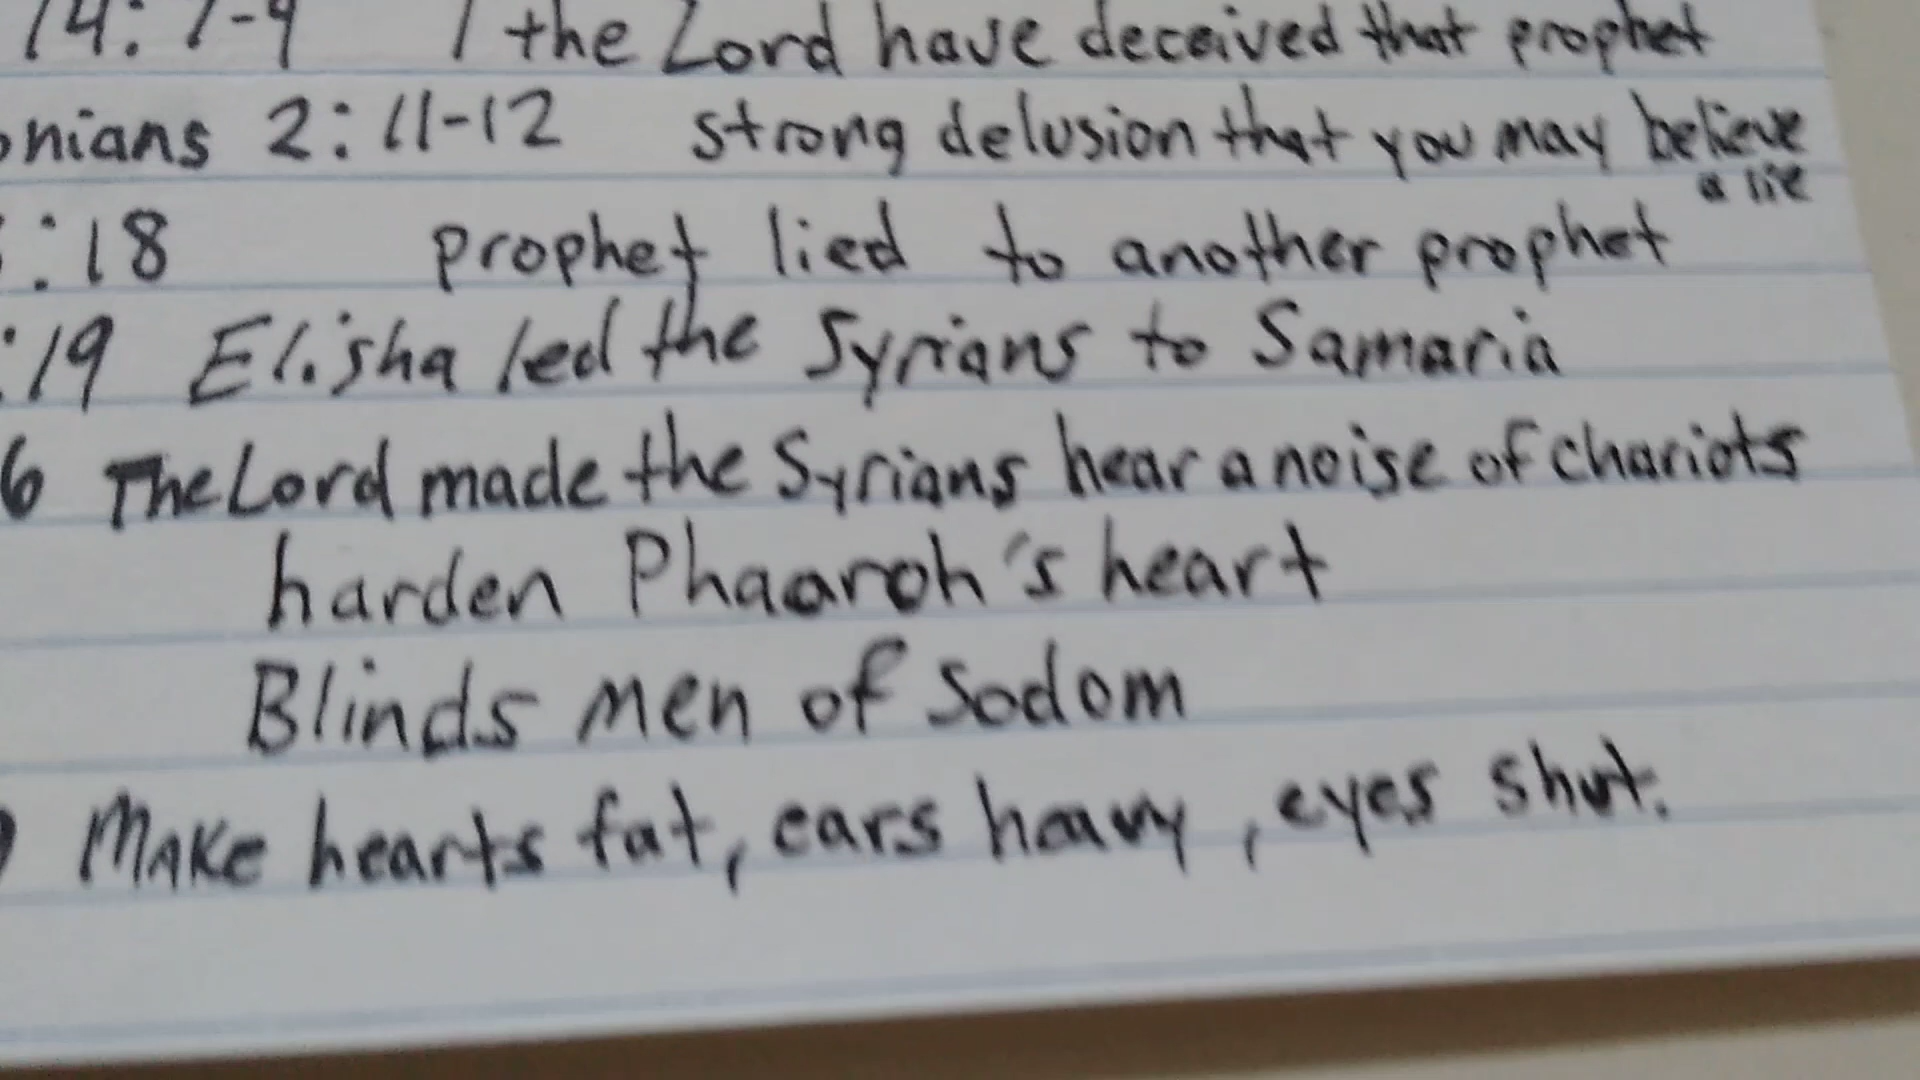 14:7-9 I the Lord have deceived that prophet
onians 2:11-12 strong delusion that you may believe
a lie
:18 prophet lied to another prophet
:19 Elisha led the Syrians to Samaria
6 The Lord made the Syrians hear a noise of chariots
harden Phaaroh's heart
Blinds men of Sodom
Make hearts fat, ears heavy, eyes shut.